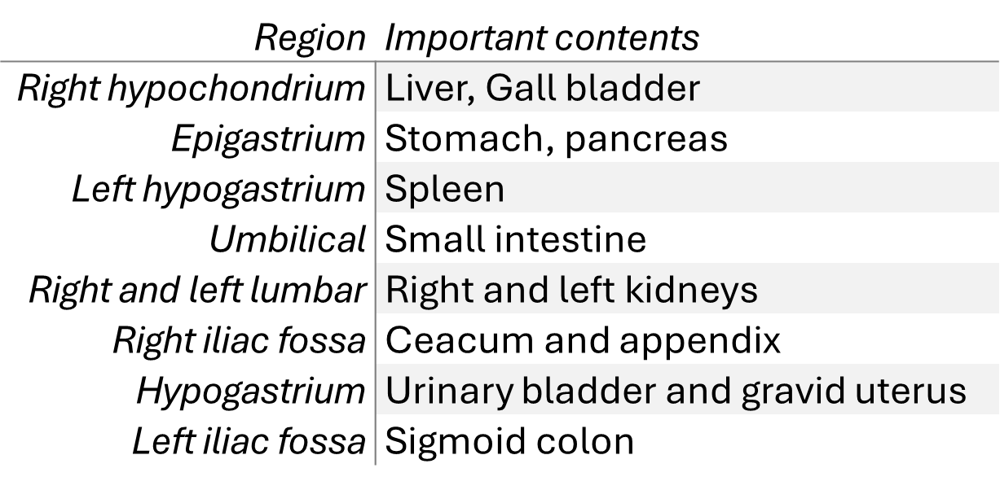 Region Important contents
Right hypochondrium Liver, Gall bladder
Epigastrium Stomach, pancreas
Left hypogastrium Spleen
Umbilical Small intestine
Right and left lumbar Right and left kidneys
Right iliac fossa Ceacum and appendix
Hypogastrium Urinary bladder and gravid uterus
Left iliac fossa Sigmoid colon